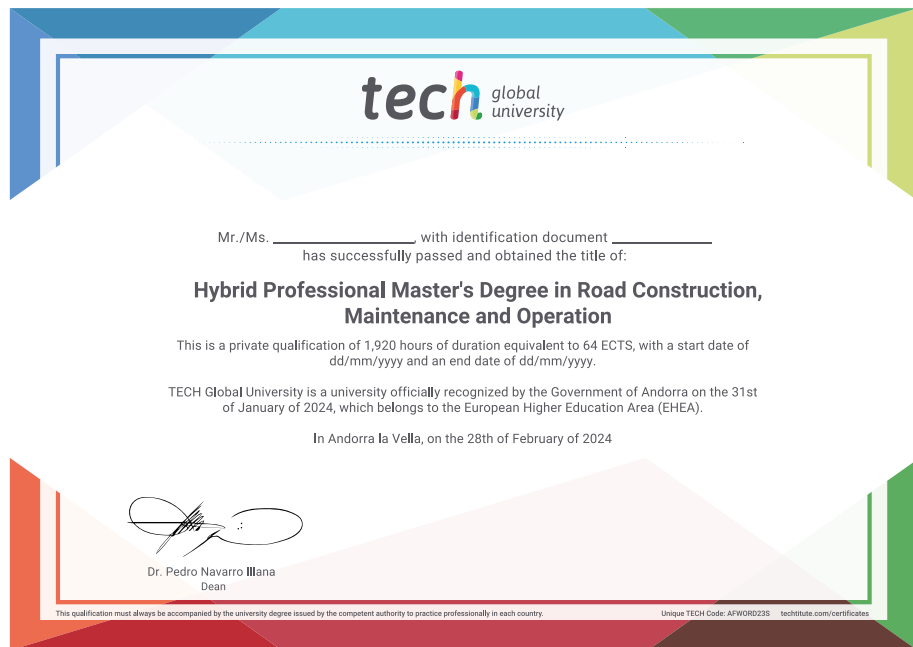 tech global
university
Mr./Ms. ____________, with identification document ____________
has successfully passed and obtained the title of:
Hybrid Professional Master's Degree in Road Construction,
Maintenance and Operation
This is a private qualification of 1,920 hours of duration equivalent to 64 ECTS, with a start date of
dd/mm/yyyy and an end date of dd/mm/yyyy.
TECH Global University is a university officially recognized by the Government of Andorra on the 31st
of January of 2024, which belongs to the European Higher Education Area (EHEA).
In Andorra la Vella, on the 28th of February of 2024
Dr. Pedro Navarro Illana
Dean
This qualification must always be accompanied by the university degree issued by the competent authority to practice professionally in each country. Unique TECH Code: AFWORD23S techtitute.com/certificates